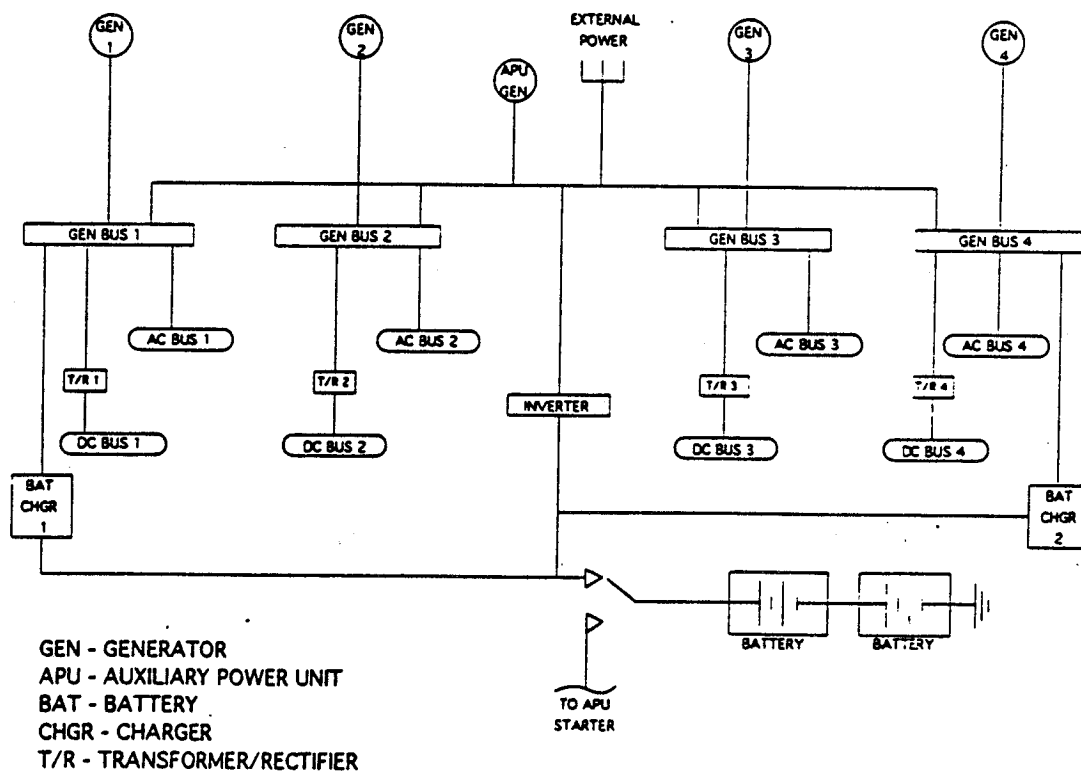 GEN
1
GEN
2
APU
GEN
EXTERNAL
POWER
GEN
3
GEN
4
GEN BUS 1
GEN BUS 2
GEN BUS 3
GEN BUS 4
AC BUS 1
AC BUS 2
AC BUS 3
AC BUS 4
T/R 1
T/R 2
T/R 3
T/R 4
INVERTER
DC BUS 1
DC BUS 2
DC BUS 3
DC BUS 4
BAT
CHGR
1
BAT
CHGR
2
BATTERY
BATTERY
TO APU
STARTER
GEN - GENERATOR
APU - AUXILIARY POWER UNIT
BAT - BATTERY
CHGR - CHARGER
T/R - TRANSFORMER/RECTIFIER